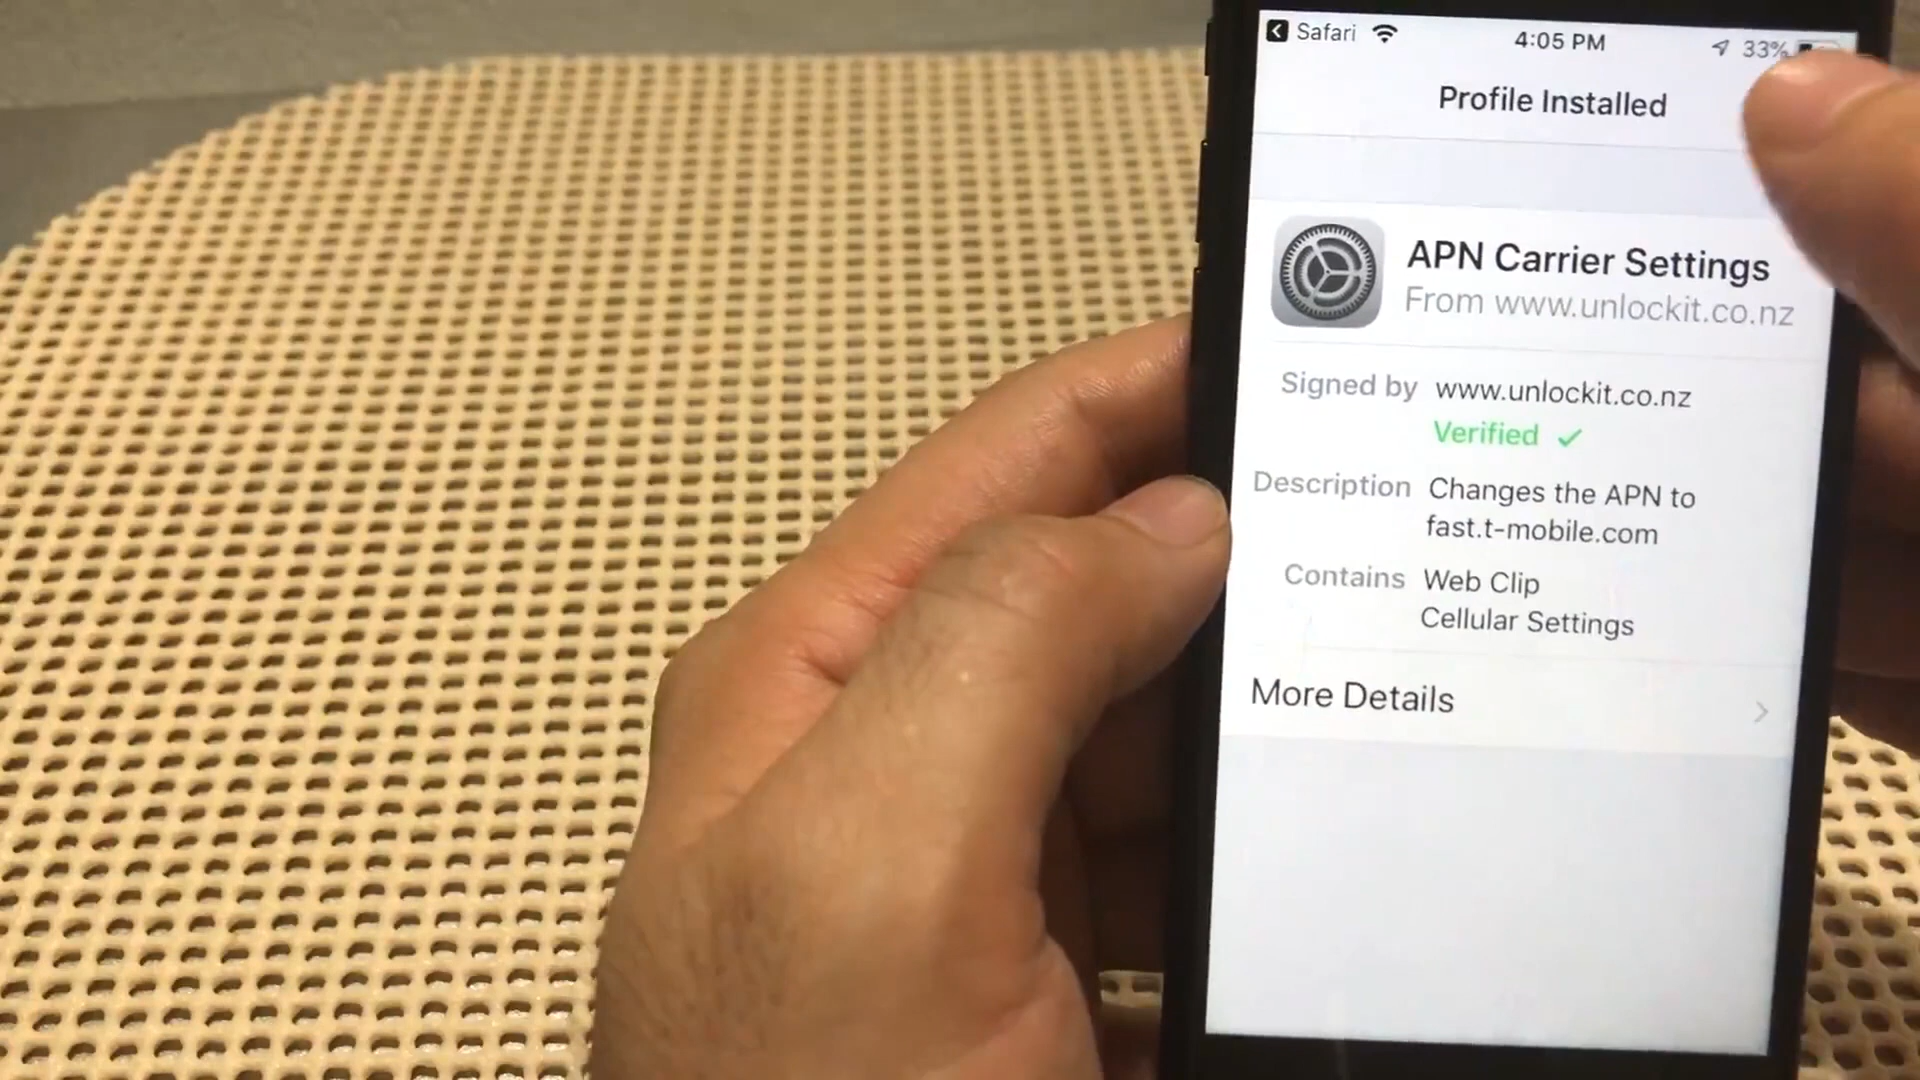 Safari 4:05 PM 33%
Profile Installed
APN Carrier Settings
From www.unlockit.co.nz
Signed by www.unlockit.co.nz
Verified ✓
Description Changes the APN to
fast.t-mobile.com
Contains Web Clip
Cellular Settings
More Details